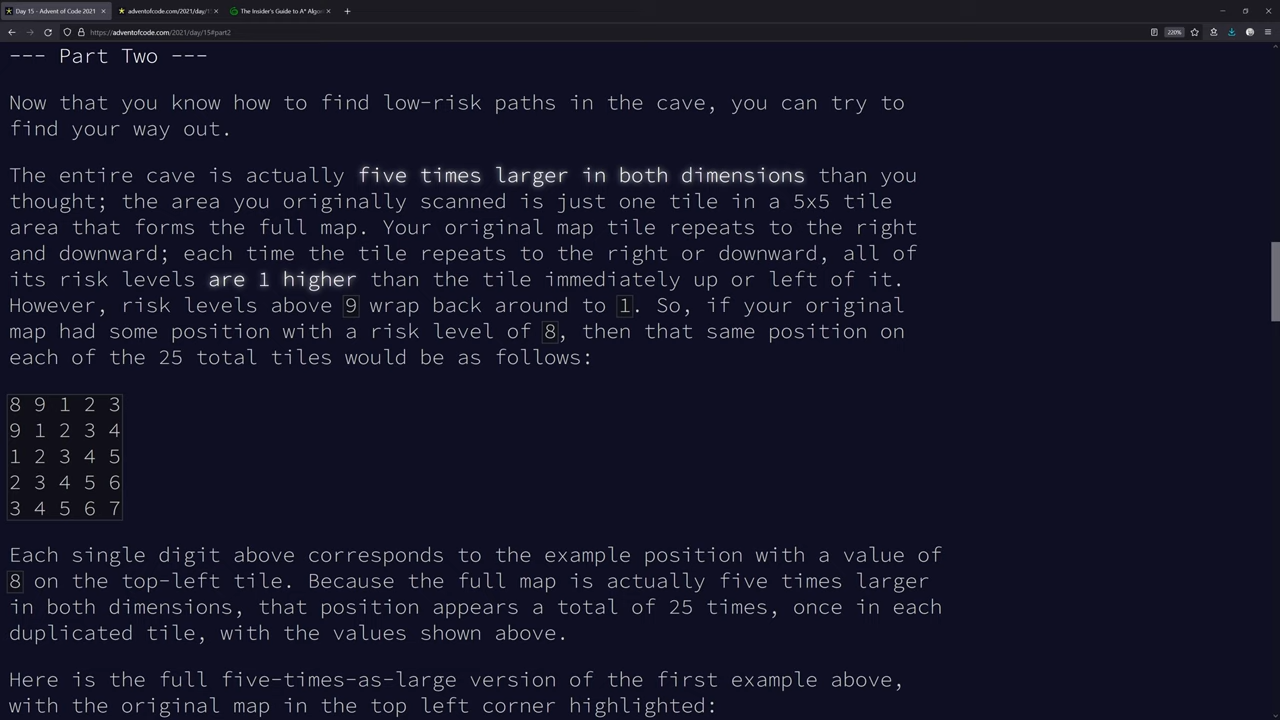 Day 15 - Advent of Code 2021
adventofcode.com/2021/day/1
The Insider's Guide to A* Algo
https://adventofcode.com/2021/day/15#part2
220%
--- Part Two ---
Now that you know how to find low-risk paths in the cave, you can try to
find your way out.
The entire cave is actually five times larger in both dimensions than you
thought; the area you originally scanned is just one tile in a 5x5 tile
area that forms the full map. Your original map tile repeats to the right
and downward; each time the tile repeats to the right or downward, all of
its risk levels are 1 higher than the tile immediately up or left of it.
However, risk levels above 9 wrap back around to 1. So, if your original
map had some position with a risk level of 8, then that same position on
each of the 25 total tiles would be as follows:
8 9 1 2 3
9 1 2 3 4
1 2 3 4 5
2 3 4 5 6
3 4 5 6 7
Each single digit above corresponds to the example position with a value of
8 on the top-left tile. Because the full map is actually five times larger
in both dimensions, that position appears a total of 25 times, once in each
duplicated tile, with the values shown above.
Here is the full five-times-as-large version of the first example above,
with the original map in the top left corner highlighted: